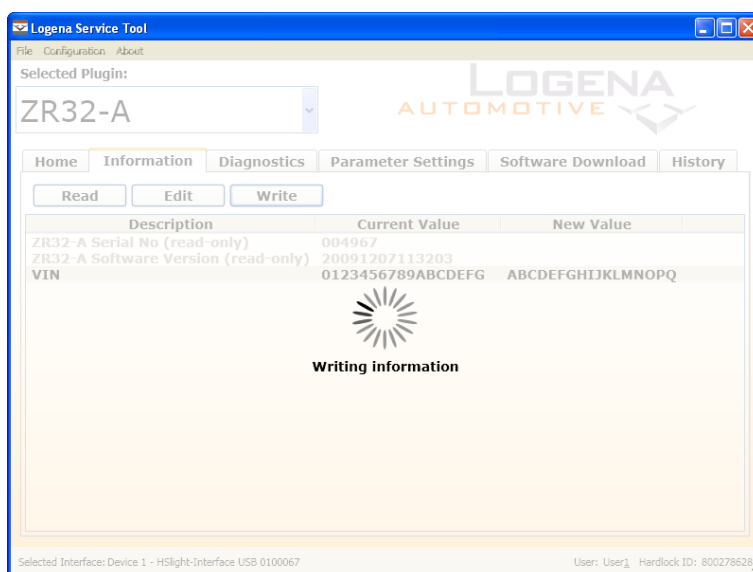 Logena Service Tool
File Configuration About
Selected Plugin:
LOGENA
AUTOMOTIVE
ZR32-A
Home Information Diagnostics Parameter Settings Software Download History
Read Edit Write
Description Current Value New Value
ZR32-A Serial No (read-only) 004967
ZR32-A Software Version (read-only) 20091207113203
VIN 0123456789ABCDEFG ABCDEFGHIJKLMNOPQ
Writing information
Selected Interface: Device 1 - HSlight-Interface USB 0100067 User: User1 Hardlock ID: 800278628